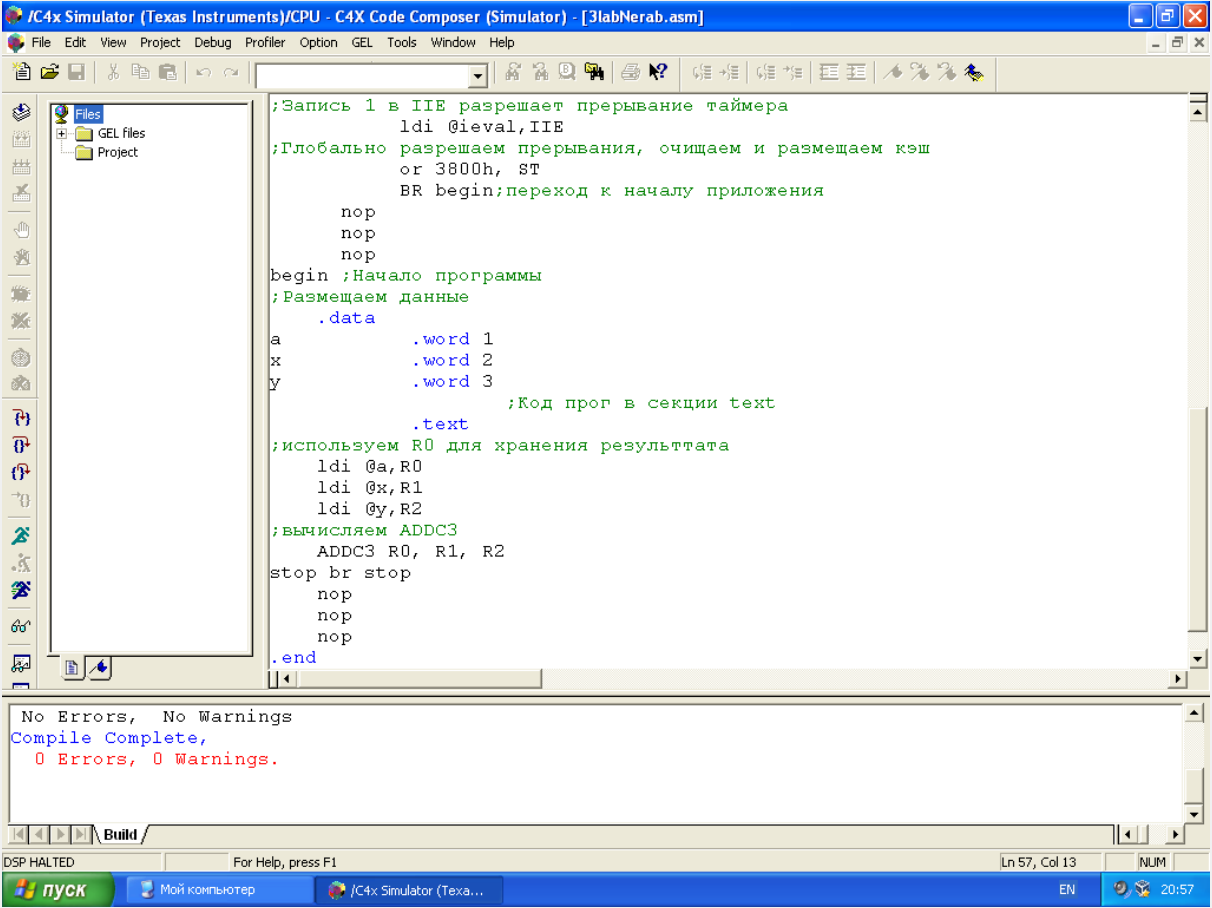 /C4x Simulator (Texas Instruments)/CPU - C4X Code Composer (Simulator) - [3labNerab.asm]
File Edit View Project Debug Profiler Option GEL Tools Window Help
Files
GEL files
Project
;Запись 1 в IIE разрешает прерывание таймера
ldi @ieval,IIE
;Глобально разрешаем прерывания, очищаем и размещаем кэш
or 3800h, ST
BR begin;переход к началу приложения
nop
nop
nop
begin ;Начало программы
;Размещаем данные
.data
a .word 1
x .word 2
y .word 3
;Код прог в секции text
.text
;используем R0 для хранения результтата
ldi @a,R0
ldi @x,R1
ldi @y,R2
;вычисляем ADDC3
ADDC3 R0, R1, R2
stop br stop
nop
nop
nop
.end
No Errors, No Warnings
Compile Complete,
0 Errors, 0 Warnings.
Build
DSP HALTED For Help, press F1 Ln 57, Col 13 NUM
пуск Мой компьютер /C4x Simulator (Texa... EN 20:57